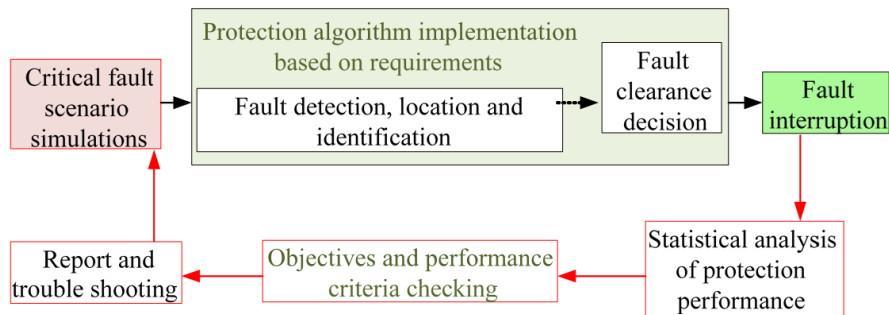 Protection algorithm implementation
based on requirements
Critical fault
scenario
simulations
Fault detection, location and
identification
Fault
clearance
decision
Fault
interruption
Statistical analysis
of protection
performance
Objectives and performance
criteria checking
Report and
trouble shooting